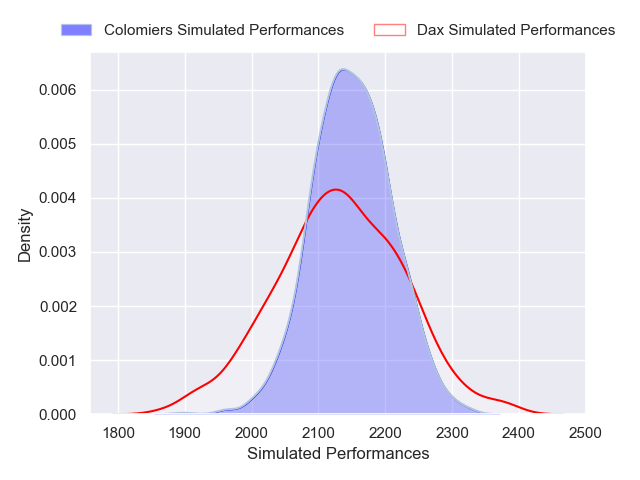 Colomiers Simulated Performances Dax Simulated Performances
0.006
0.005
0.004
0.003
0.002
0.001
0.000
Density
1800 1900 2000 2100 2200 2300 2400 2500
Simulated Performances